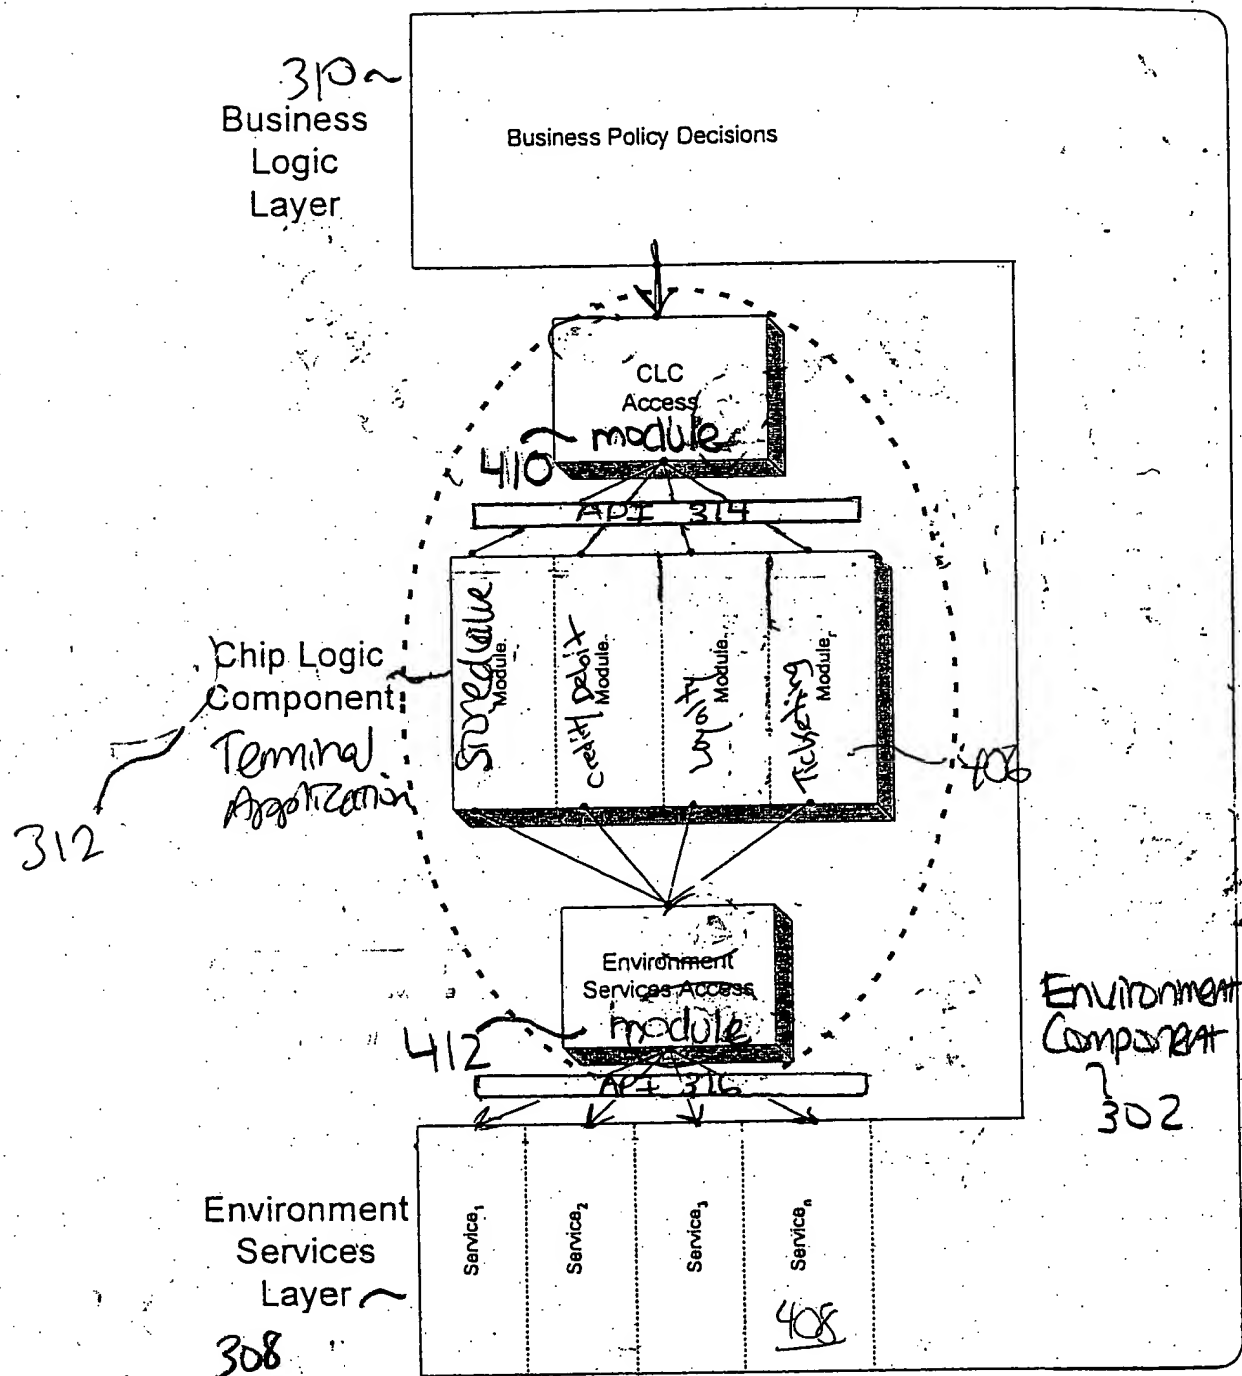 310
Business
Logic
Layer
Business Policy Decisions
CLC
Access
module
410
API 314
Stored Value
Module
Credit/Debit
Module
Loyalty
Module
Ticketing
Module
406
Chip Logic
Component
Terminal
Application
312
Environment
Services Access
module
412
API 316
Environment
Component
302
Environment
Services
Layer
308
Service1
Service2
Service3
Servicen
408